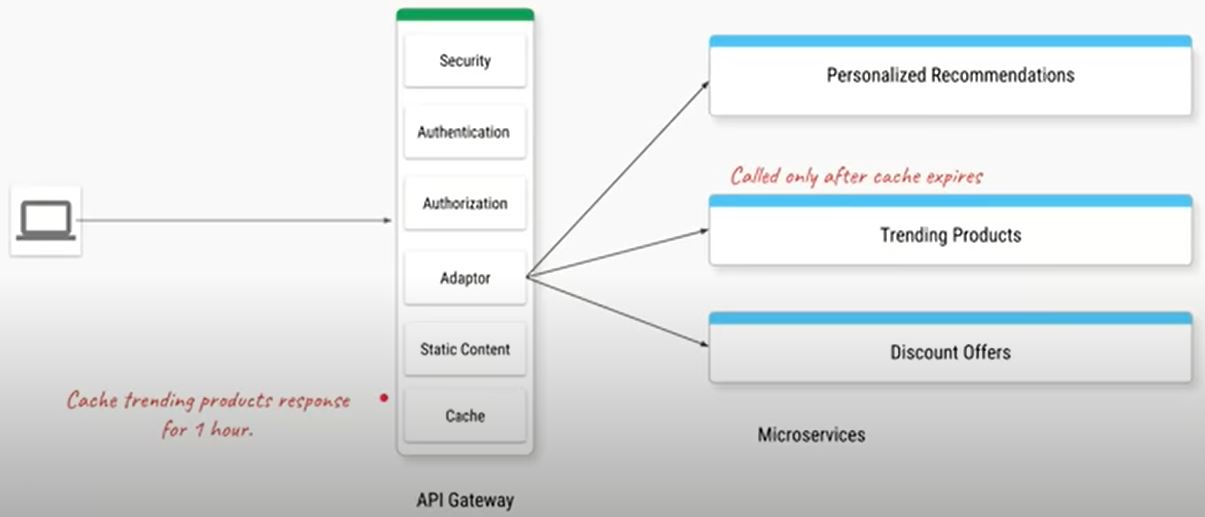 Security
Authentication
Authorization
Adaptor
Static Content
Cache
API Gateway
Cache trending products response
for 1 hour.
Personalized Recommendations
Called only after cache expires
Trending Products
Discount Offers
Microservices